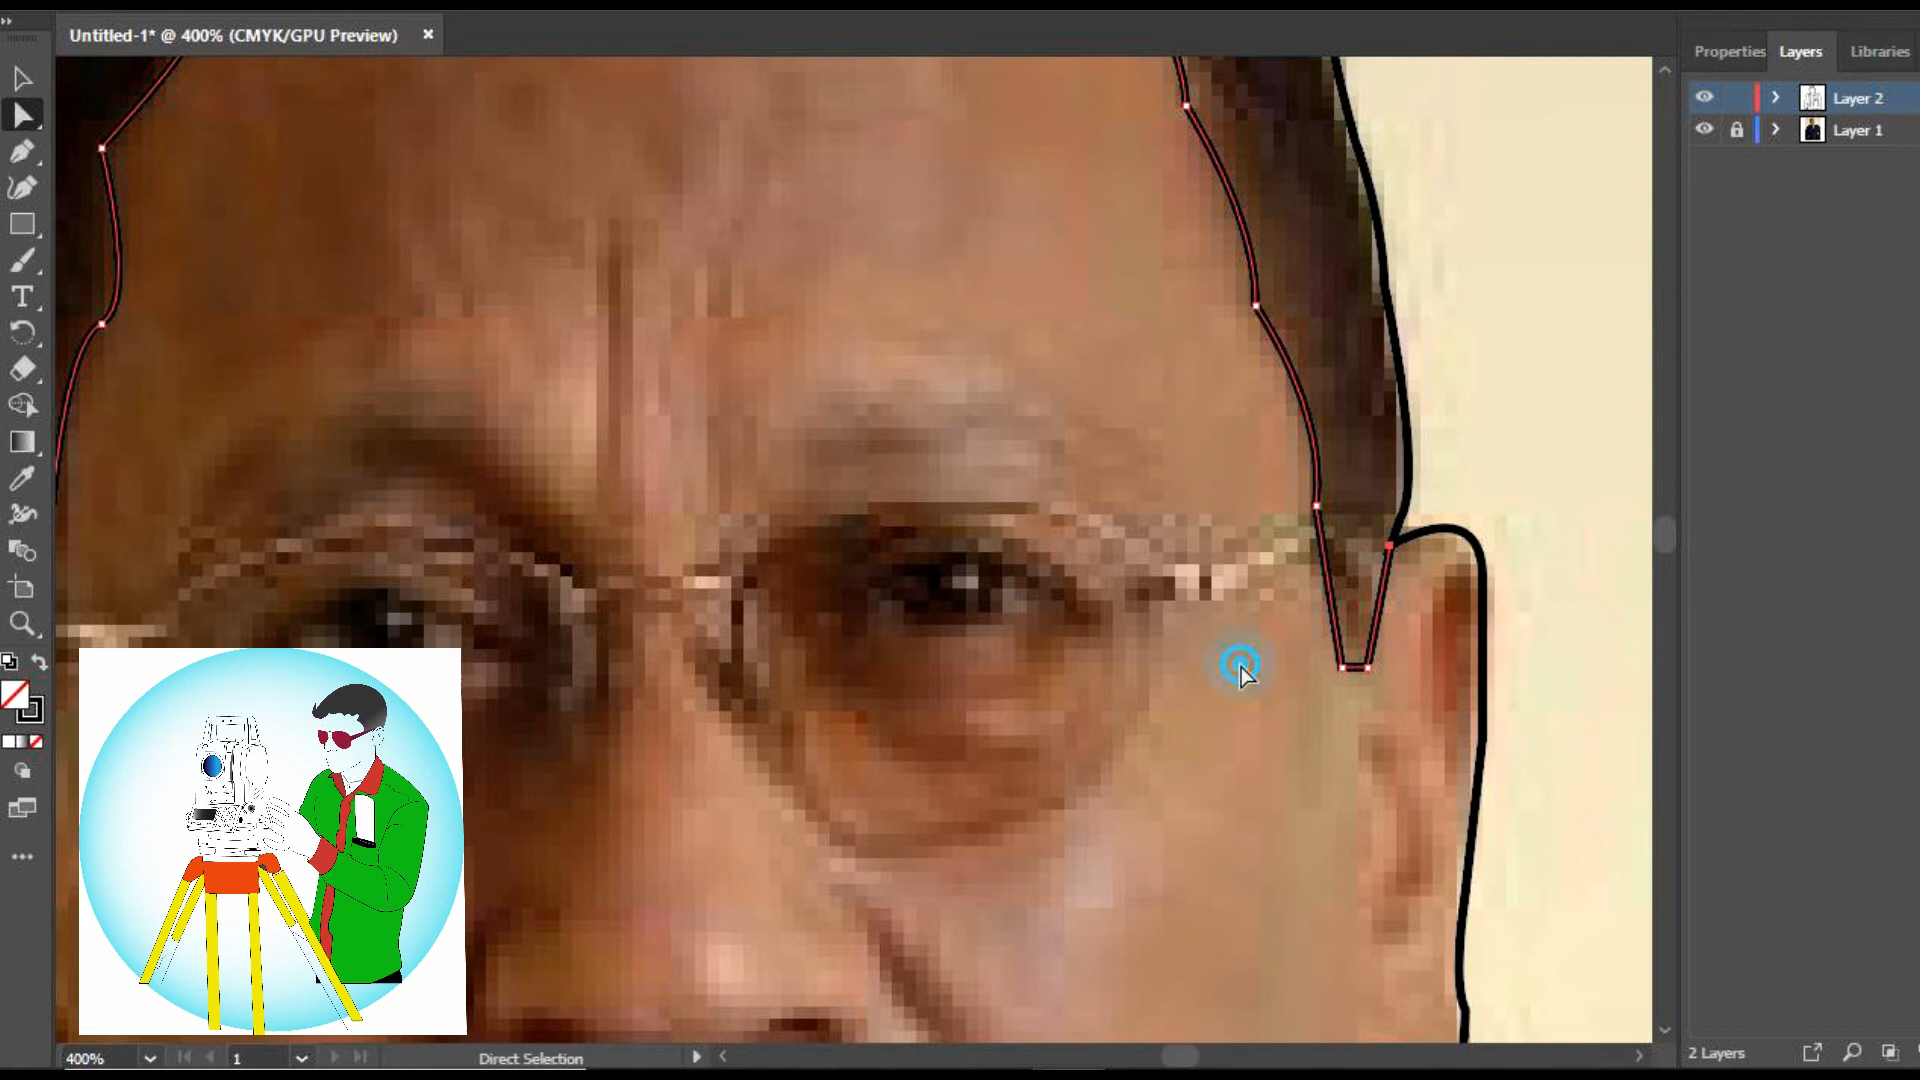 Untitled-1* @ 400% (CMYK/GPU Preview) ×
Properties Layers Libraries
Layer 2
Layer 1
T
400% 1 Direct Selection
2 Layers